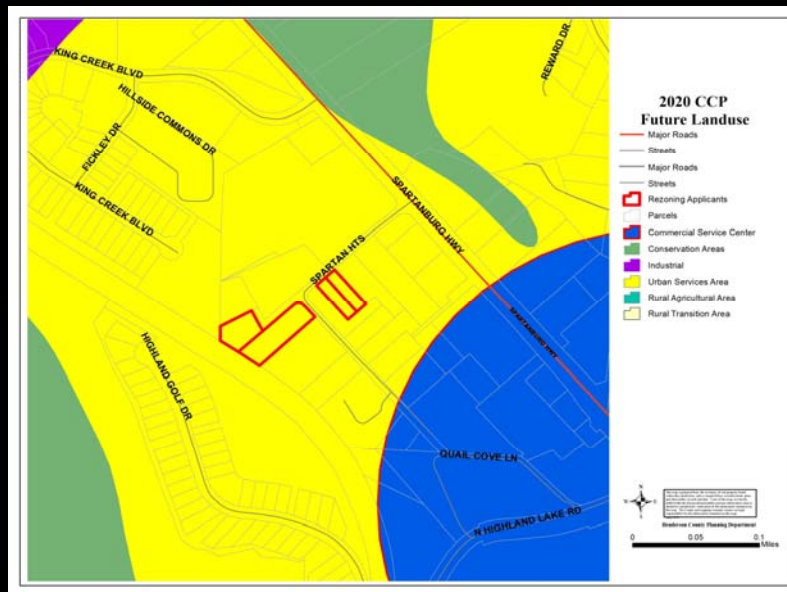 KING CREEK BLVD
HILLSIDE COMMONS DR
FICKLEY DR
KING CREEK BLVD
REWARD DR
SPARTANBURG HWY
SPARTAN HTS
SPARTANBURG HWY
HIGHLAND GOLF DR
QUAIL COVE LN
N HIGHLAND LAKE RD
2020 CCP
Future Landuse
Major Roads
Streets
Major Roads
Streets
Rezoning Applicants
Parcels
Commercial Service Center
Conservation Areas
Industrial
Urban Services Area
Rural Agricultural Area
Rural Transition Area
N
W E
S
Henderson County Planning Department
0 0.05 0.1
Miles